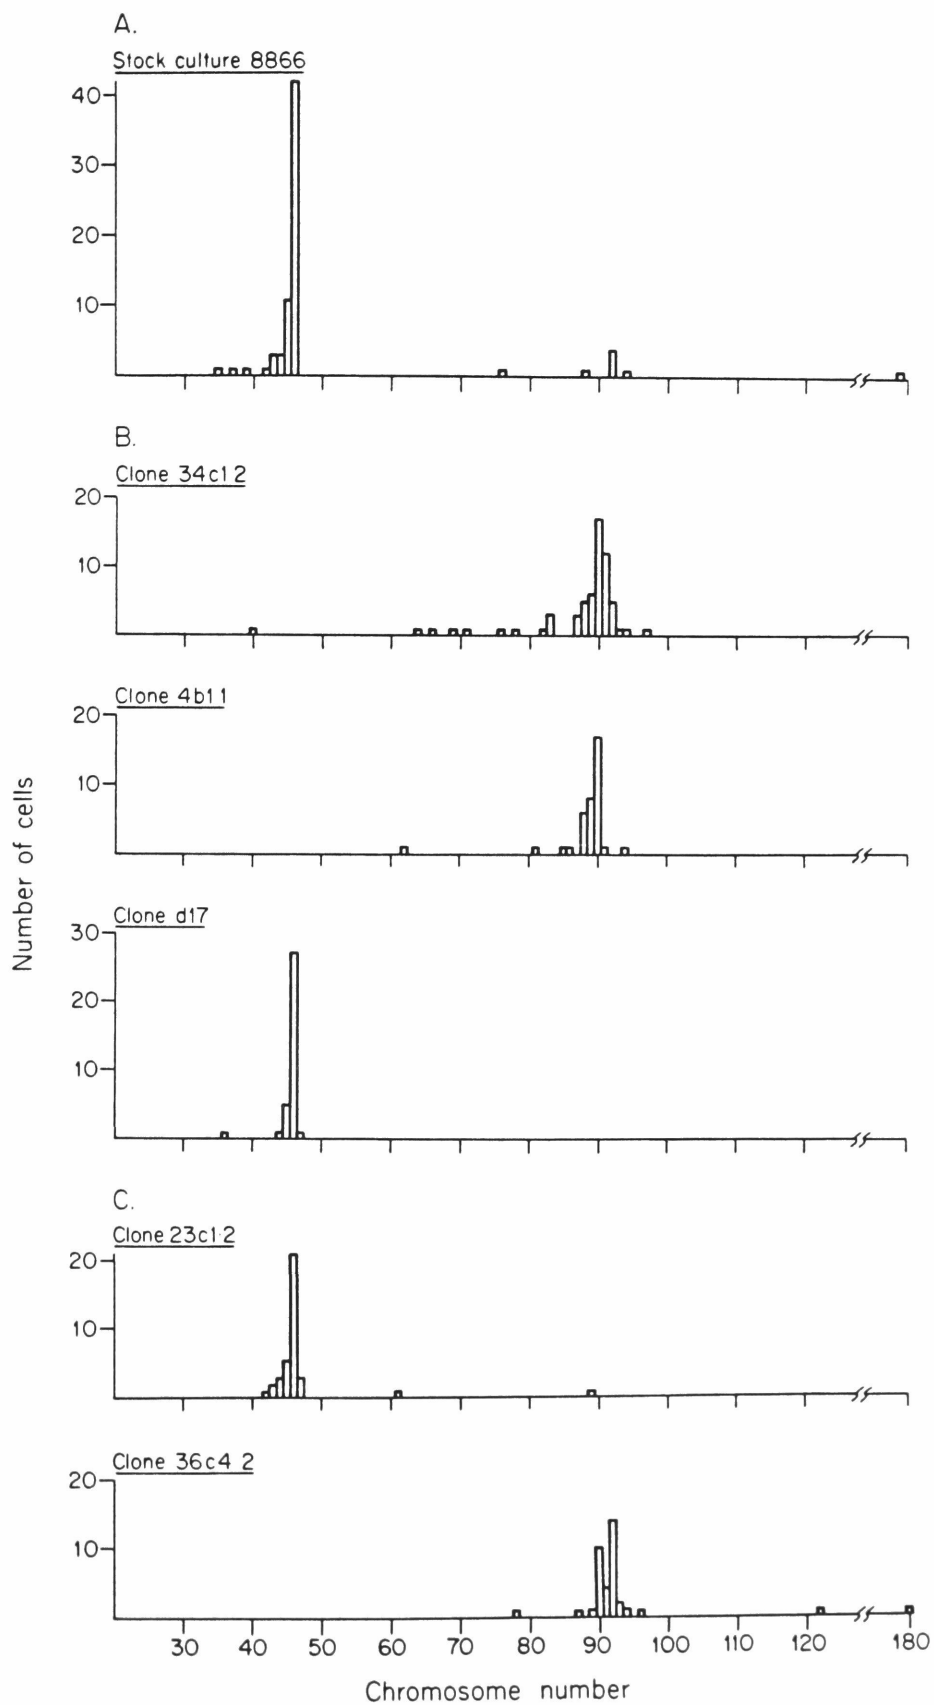 A.
Stock culture 8866
40
30
20
10
B.
Clone 34c1 2
20
10
Clone 4b1 1
20
10
Number of cells
Clone d17
30
20
10
C.
Clone 23c1·2
20
10
Clone 36c4 2
20
10
30 40 50 60 70 80 90 100 110 120 180
Chromosome number